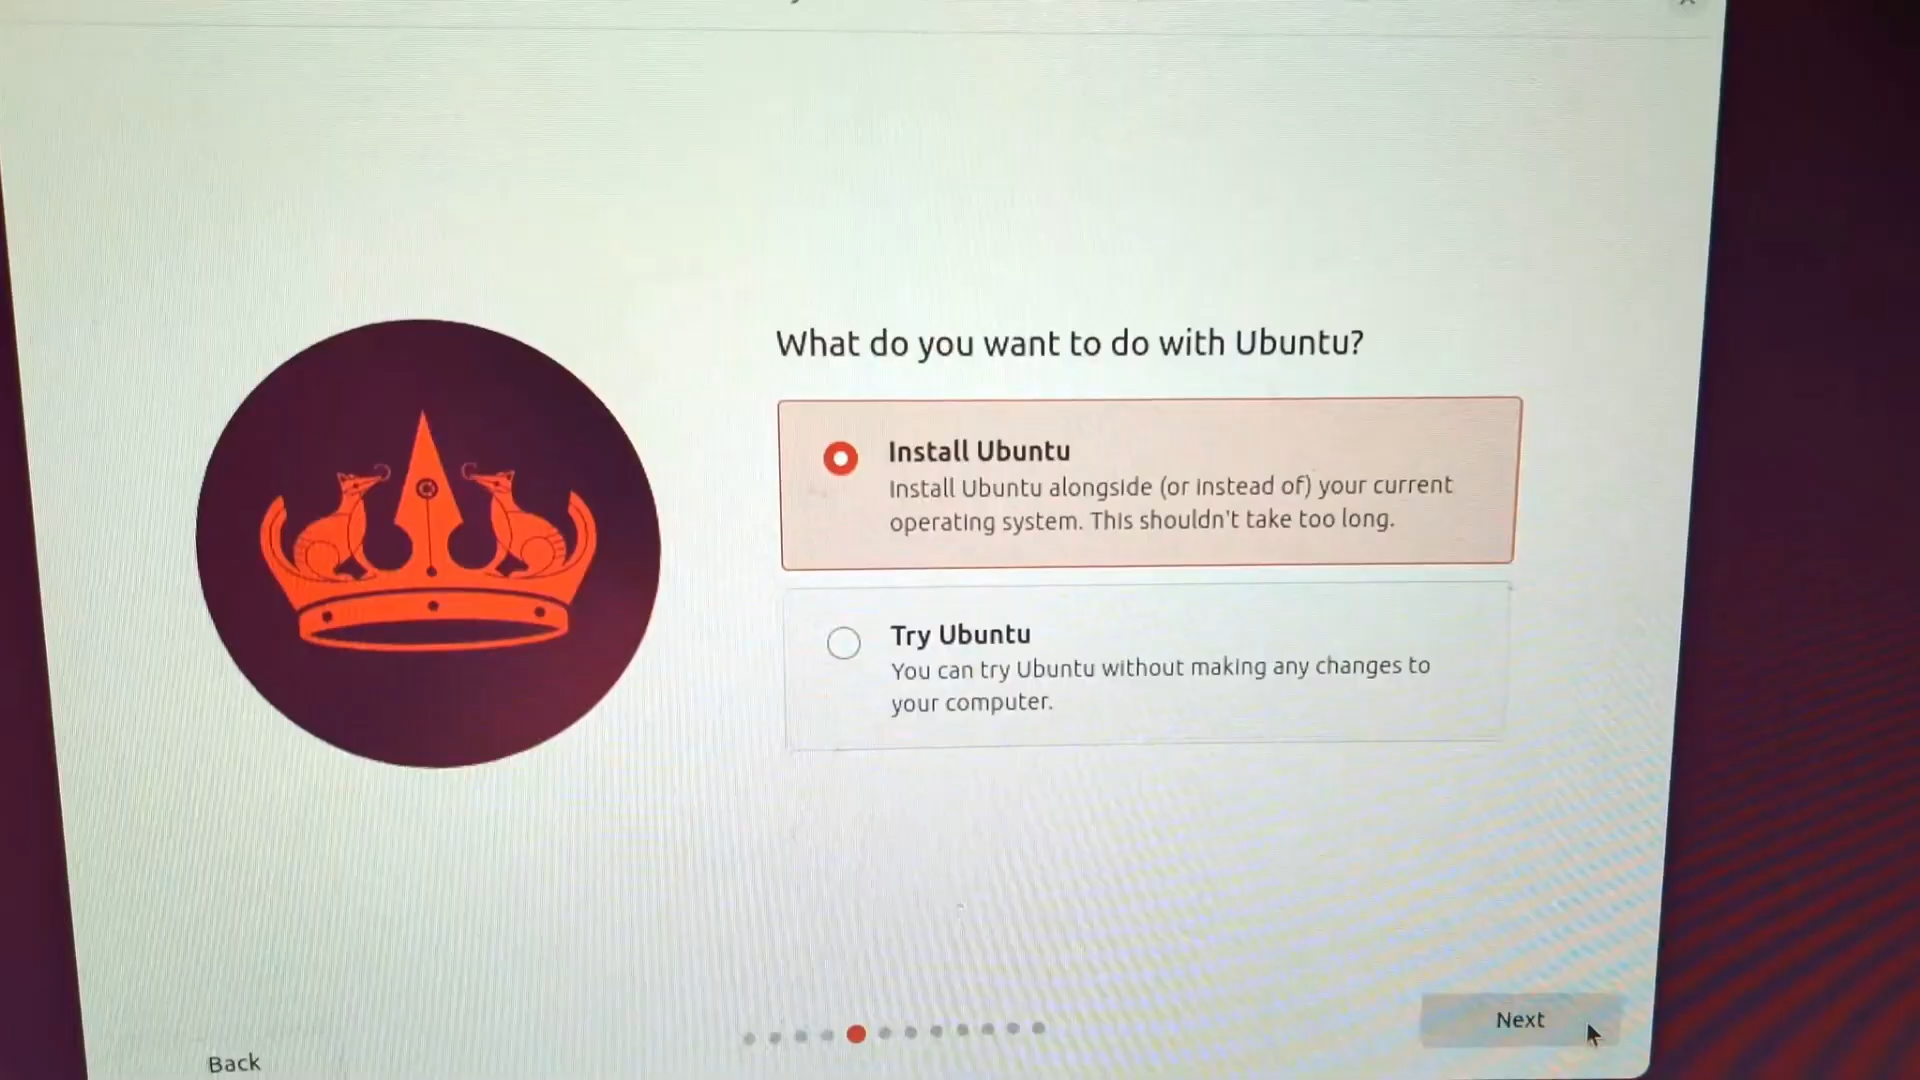 What do you want to do with Ubuntu?
Install Ubuntu
Install Ubuntu alongside (or instead of) your current
operating system. This shouldn't take too long.
Try Ubuntu
You can try Ubuntu without making any changes to
your computer.
Next
Back